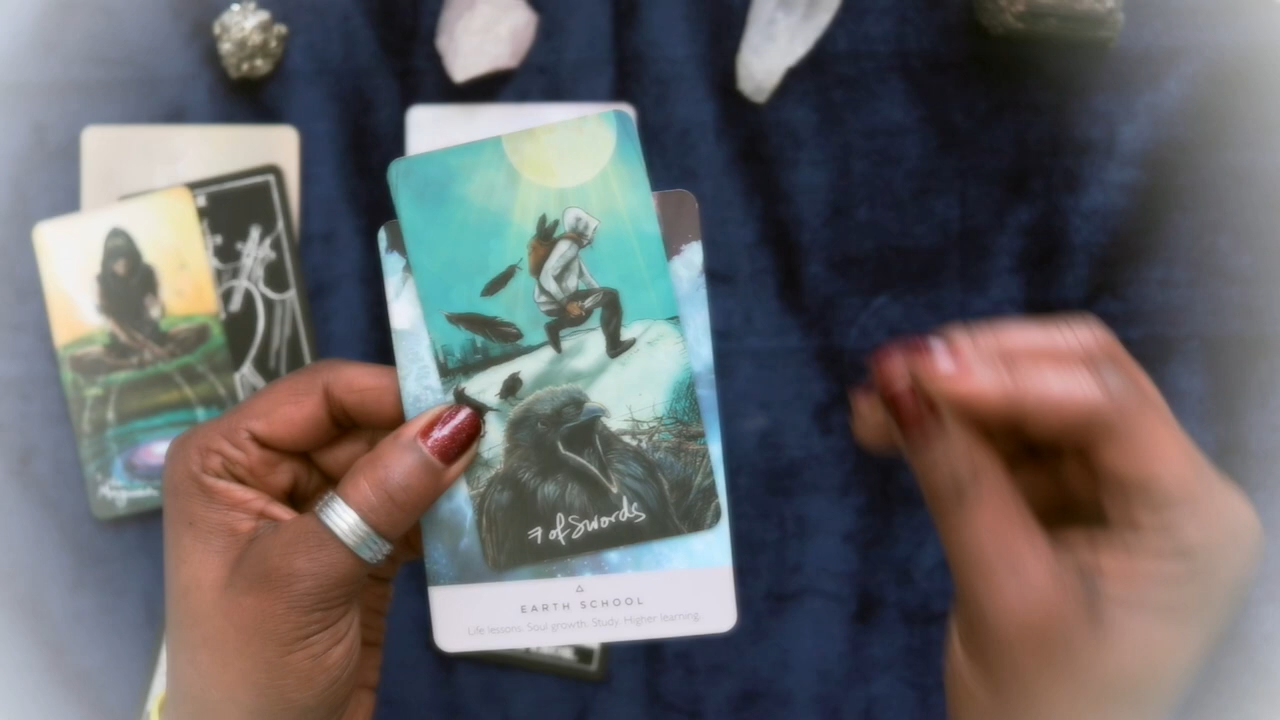 7 of Swords
EARTH SCHOOL
Life lessons. Soul growth. Study. Higher learning.